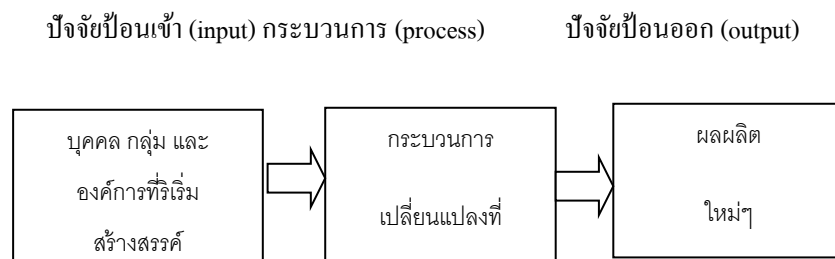 ปัจจัยป้อนเข้า (input) กระบวนการ (process) ปัจจัยป้อนออก (output)
บุคคล กลุ่ม และ
องค์การที่ริเริ่ม
สร้างสรรค์
กระบวนการ
เปลี่ยนแปลงที่
ผลผลิต
ใหม่ๆ